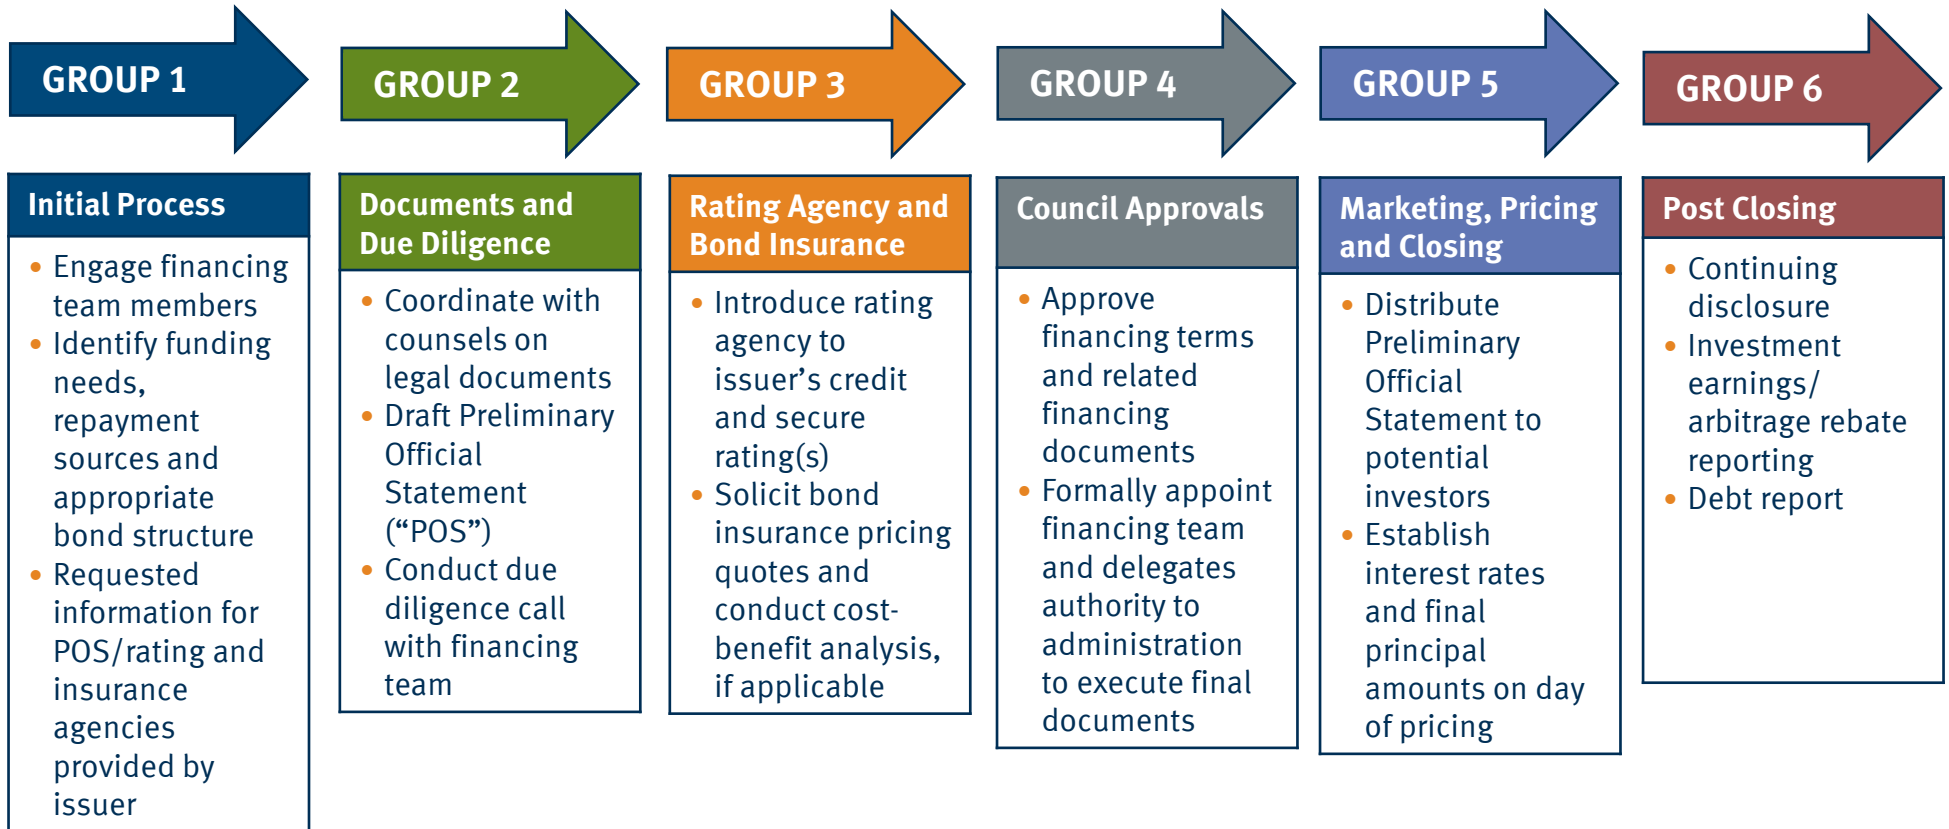 GROUP 1
GROUP 2
GROUP 3
GROUP 4
GROUP 5
GROUP 6
Initial Process
• Engage financing
team members
• Identify funding
needs,
repayment
sources and
appropriate
bond structure
• Requested
information for
POS/rating and
insurance
agencies
provided by
issuer
Documents and
Due Diligence
• Coordinate with
counsels on
legal documents
• Draft Preliminary
Official
Statement
(“POS”)
• Conduct due
diligence call
with financing
team
Rating Agency and
Bond Insurance
• Introduce rating
agency to
issuer’s credit
and secure
rating(s)
• Solicit bond
insurance pricing
quotes and
conduct cost-
benefit analysis,
if applicable
Council Approvals
• Approve
financing terms
and related
financing
documents
• Formally appoint
financing team
and delegates
authority to
administration
to execute final
documents
Marketing, Pricing
and Closing
• Distribute
Preliminary
Official
Statement to
potential
investors
• Establish
interest rates
and final
principal
amounts on day
of pricing
Post Closing
• Continuing
disclosure
• Investment
earnings/
arbitrage rebate
reporting
• Debt report